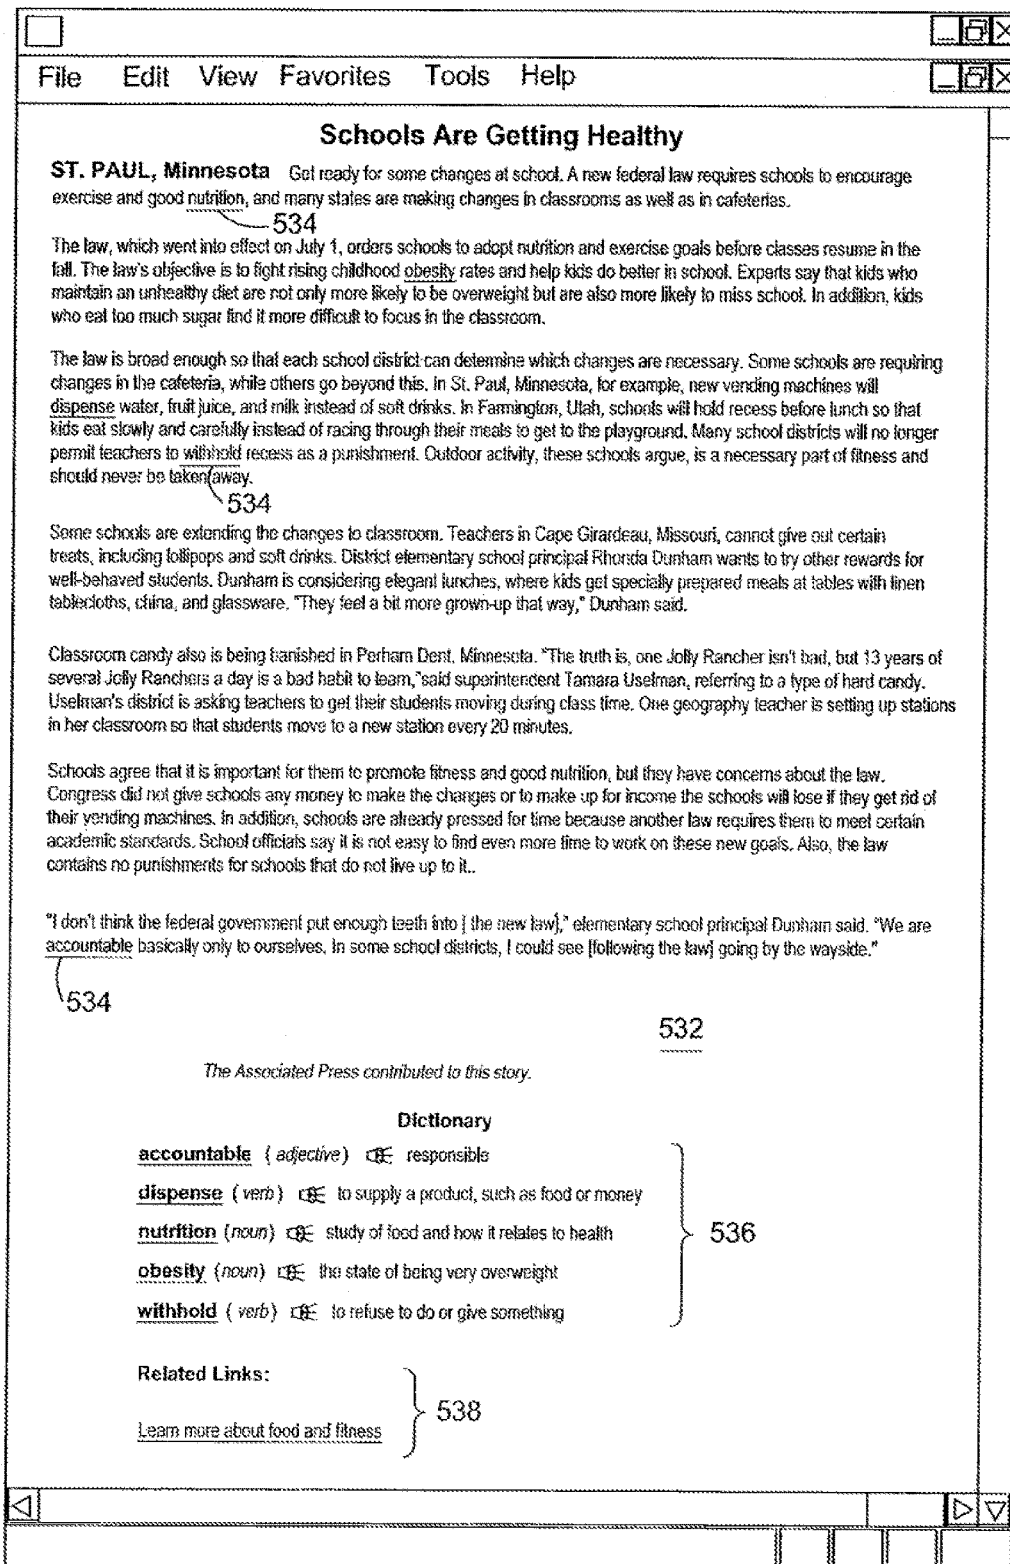 File Edit View Favorites Tools Help
Schools Are Getting Healthy
ST. PAUL, Minnesota Get ready for some changes at school. A new federal law requires schools to encourage
exercise and good nutrition, and many states are making changes in classrooms as well as in cafeterias.
534
The law, which went into effect on July 1, orders schools to adopt nutrition and exercise goals before classes resume in the
fall. The law's objective is to fight rising childhood obesity rates and help kids do better in school. Experts say that kids who
maintain an unhealthy diet are not only more likely to be overweight but are also more likely to miss school. In addition, kids
who eat too much sugar find it more difficult to focus in the classroom.
The law is broad enough so that each school district can determine which changes are necessary. Some schools are requiring
changes in the cafeteria, while others go beyond this. In St. Paul, Minnesota, for example, new vending machines will
dispense water, fruit juice, and milk instead of soft drinks. In Farmington, Utah, schools will hold recess before lunch so that
kids eat slowly and carefully instead of racing through their meals to get to the playground. Many school districts will no longer
permit teachers to withhold recess as a punishment. Outdoor activity, these schools argue, is a necessary part of fitness and
should never be taken away.
534
Some schools are extending the changes to classroom. Teachers in Cape Girardeau, Missouri, cannot give out certain
treats, including lollipops and soft drinks. District elementary school principal Rhonda Dunham wants to try other rewards for
well-behaved students. Dunham is considering elegant lunches, where kids get specially prepared meals at tables with linen
tablecloths, china, and glassware. "They feel a bit more grown-up that way," Dunham said.
Classroom candy also is being banished in Perham Dent, Minnesota. "The truth is, one Jolly Rancher isn't bad, but 13 years of
several Jolly Ranchers a day is a bad habit to learn,"said superintendent Tamara Uselman, referring to a type of hard candy.
Uselman's district is asking teachers to get their students moving during class time. One geography teacher is setting up stations
in her classroom so that students move to a new station every 20 minutes.
Schools agree that it is important for them to promote fitness and good nutrition, but they have concerns about the law.
Congress did not give schools any money to make the changes or to make up for income the schools will lose if they get rid of
their vending machines. In addition, schools are already pressed for time because another law requires them to meet certain
academic standards. School officials say it is not easy to find even more time to work on these new goals. Also, the law
contains no punishments for schools that do not live up to it..
"I don't think the federal government put enough teeth into [ the new law]," elementary school principal Dunham said. "We are
accountable basically only to ourselves. In some school districts, I could see [following the law] going by the wayside."
534
532
The Associated Press contributed to this story.
Dictionary
accountable ( adjective) responsible
dispense ( verb) to supply a product, such as food or money
nutrition (noun) study of food and how it relates to health
536
obesity (noun) the state of being very overweight
withhold ( verb) to refuse to do or give something
Related Links:
538
Learn more about food and fitness